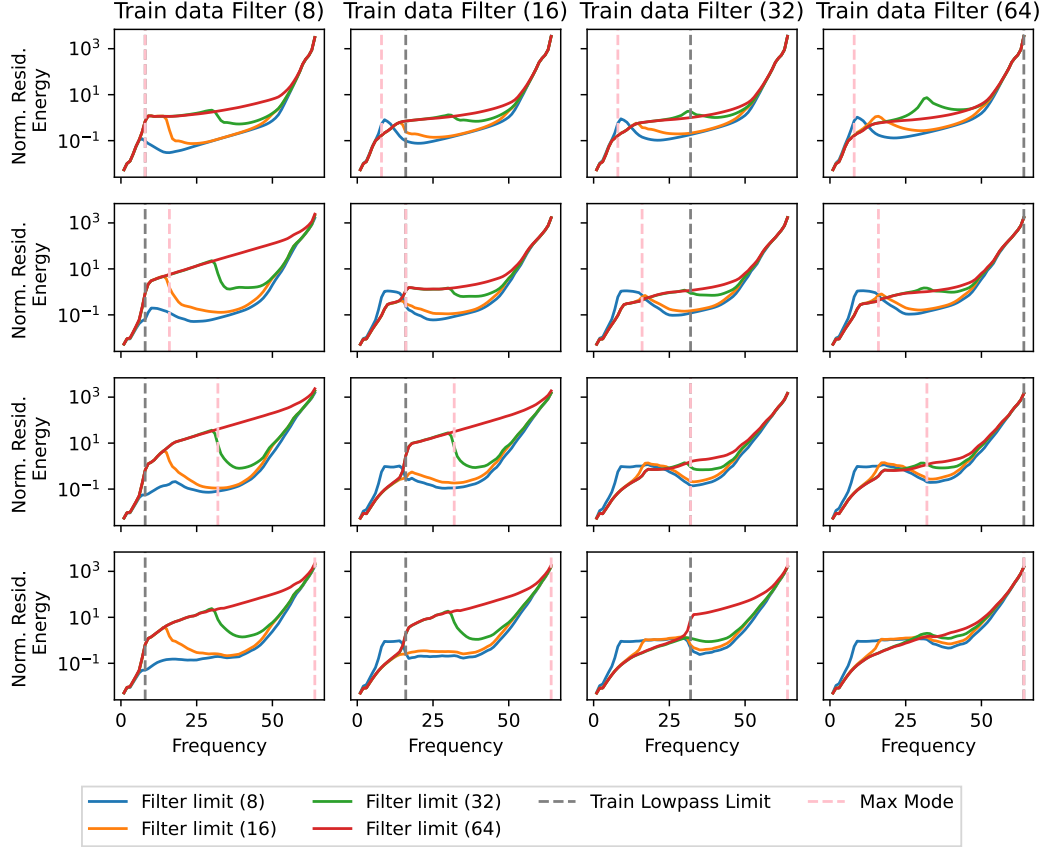 Train data Filter (8) Train data Filter (16) Train data Filter (32) Train data Filter (64)
Norm. Resid.
Energy
10³
10¹
10⁻¹
Norm. Resid.
Energy
10³
10¹
10⁻¹
Norm. Resid.
Energy
10³
10¹
10⁻¹
Norm. Resid.
Energy
10³
10¹
10⁻¹
0 25 50 0 25 50 0 25 50 0 25 50
Frequency Frequency Frequency Frequency
Filter limit (8) Filter limit (32) Train Lowpass Limit Max Mode
Filter limit (16) Filter limit (64)